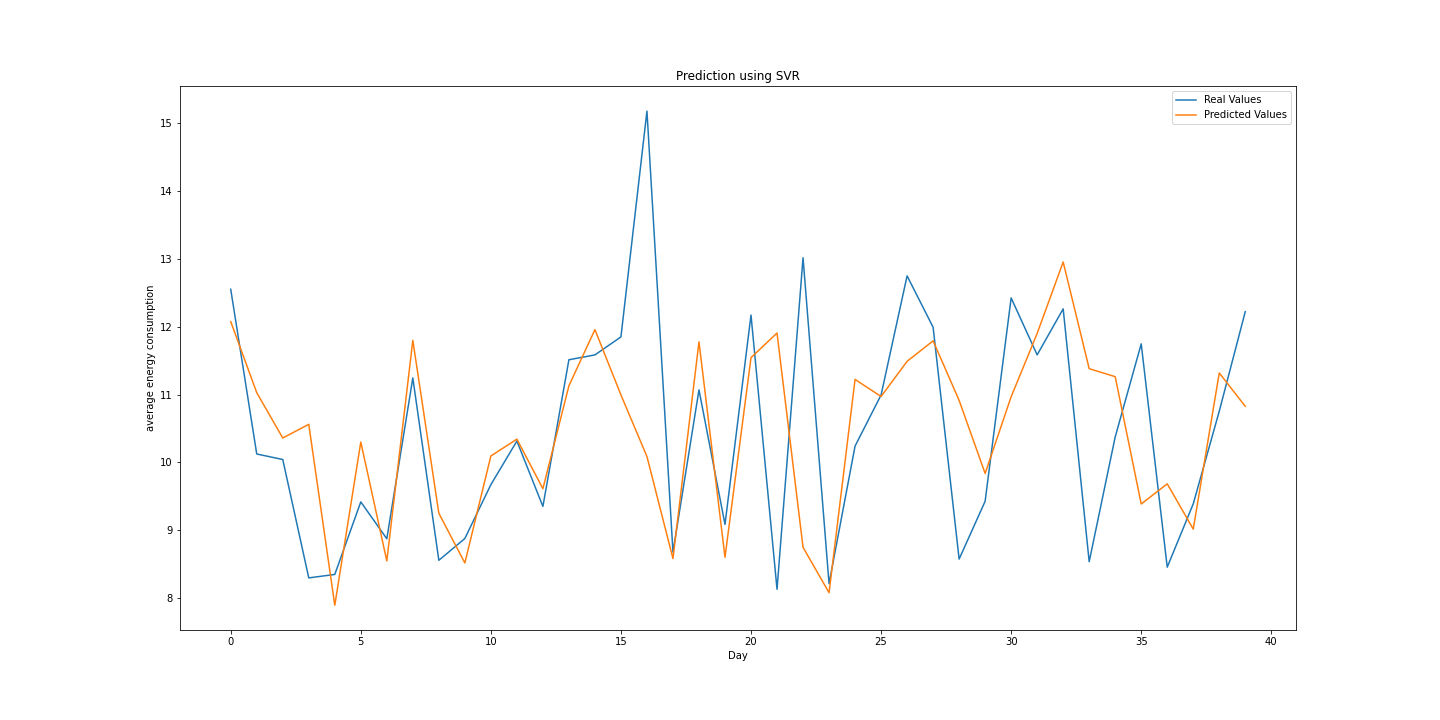 Prediction using SVR
Real Values
Predicted Values
15
14
13
12
11
10
9
8
average energy consumption
0 5 10 15 20 25 30 35 40
Day